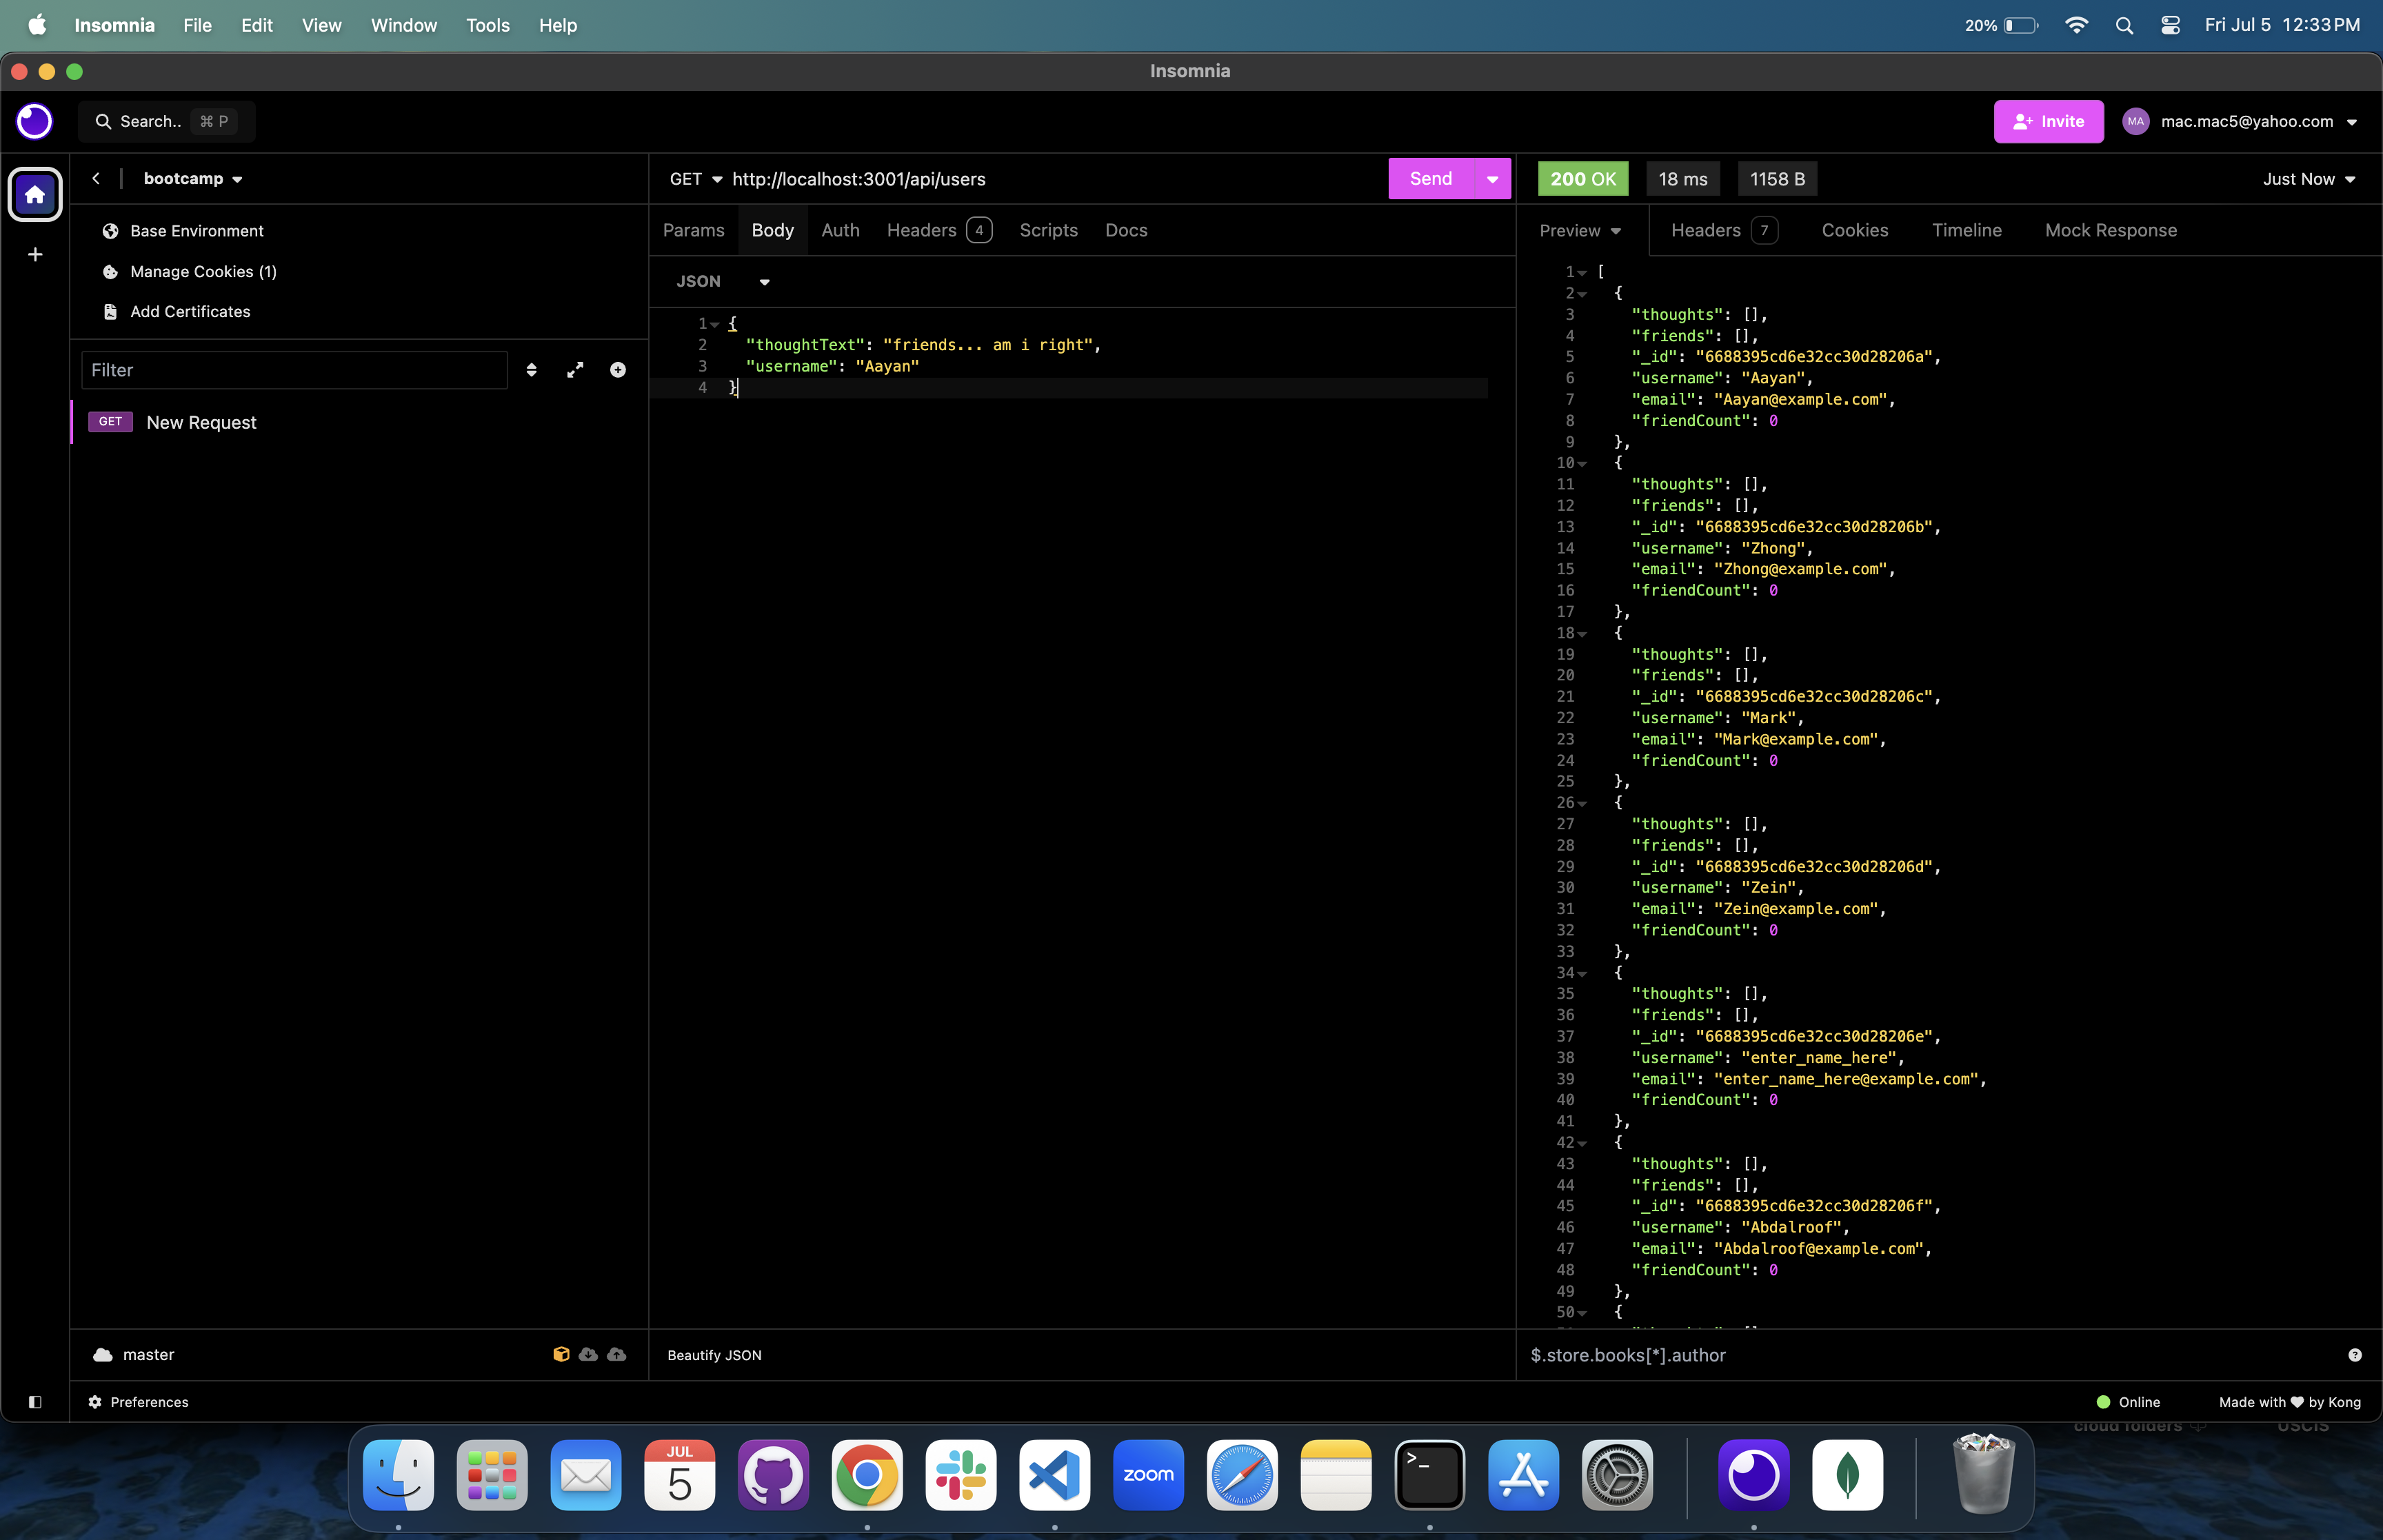 Insomnia File Edit View Window Tools Help
20% Fri Jul 5 12:33 PM
Insomnia
Search.. ⌘ P
Invite
MA mac.mac5@yahoo.com
bootcamp
Base Environment
Manage Cookies (1)
Add Certificates
Filter
GET New Request
master
Preferences
GET http://localhost:3001/api/users
Send
Params Body Auth Headers 4 Scripts Docs
JSON
1 {
2 "thoughtText": "friends... am i right",
3 "username": "Aayan"
4 }
Beautify JSON
200 OK 18 ms 1158 B Just Now
Preview Headers 7 Cookies Timeline Mock Response
1 [
2 {
3 "thoughts": [],
4 "friends": [],
5 "_id": "6688395cd6e32cc30d28206a",
6 "username": "Aayan",
7 "email": "Aayan@example.com",
8 "friendCount": 0
9 },
10 {
11 "thoughts": [],
12 "friends": [],
13 "_id": "6688395cd6e32cc30d28206b",
14 "username": "Zhong",
15 "email": "Zhong@example.com",
16 "friendCount": 0
17 },
18 {
19 "thoughts": [],
20 "friends": [],
21 "_id": "6688395cd6e32cc30d28206c",
22 "username": "Mark",
23 "email": "Mark@example.com",
24 "friendCount": 0
25 },
26 {
27 "thoughts": [],
28 "friends": [],
29 "_id": "6688395cd6e32cc30d28206d",
30 "username": "Zein",
31 "email": "Zein@example.com",
32 "friendCount": 0
33 },
34 {
35 "thoughts": [],
36 "friends": [],
37 "_id": "6688395cd6e32cc30d28206e",
38 "username": "enter_name_here",
39 "email": "enter_name_here@example.com",
40 "friendCount": 0
41 },
42 {
43 "thoughts": [],
44 "friends": [],
45 "_id": "6688395cd6e32cc30d28206f",
46 "username": "Abdalroof",
47 "email": "Abdalroof@example.com",
48 "friendCount": 0
49 },
50 {
$.store.books[*].author
Online Made with ♥ by Kong
cloud folders USCIS
JUL
5
zoom
>_